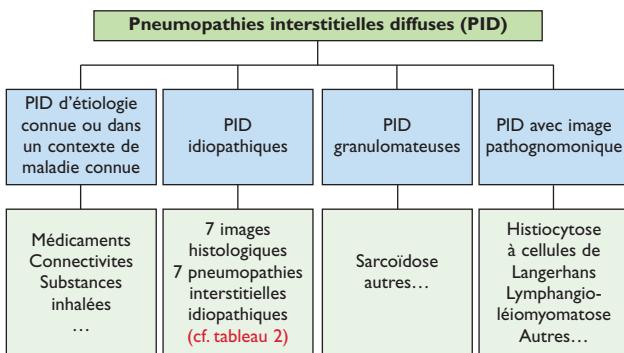 Pneumopathies interstitielles diffuses (PID)
PID d’étiologie
connue ou dans
un contexte de
maladie connue
PID
idiopathiques
PID
granulomateuses
PID avec image
pathognomonique
Médicaments
Connectivites
Substances
inhalées
…
7 images
histologiques
7 pneumopathies
interstitielles
idiopathiques
(cf. tableau 2)
Sarcoïdose
autres…
Histiocytose
à cellules de
Langerhans
Lymphangio-
léiomyomatose
Autres…